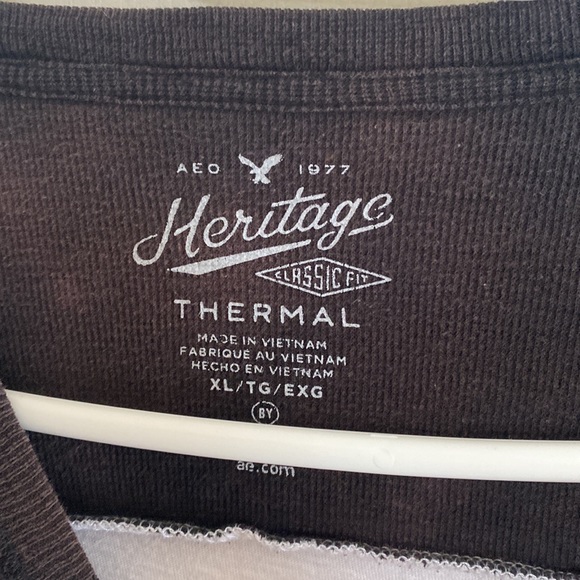 AEO 1977
Heritage
CLASSIC FIT
THERMAL
MADE IN VIETNAM
FABRIQUÉ AU VIETNAM
HECHO EN VIETNAM
XL/TG/EXG
BY
ae.com